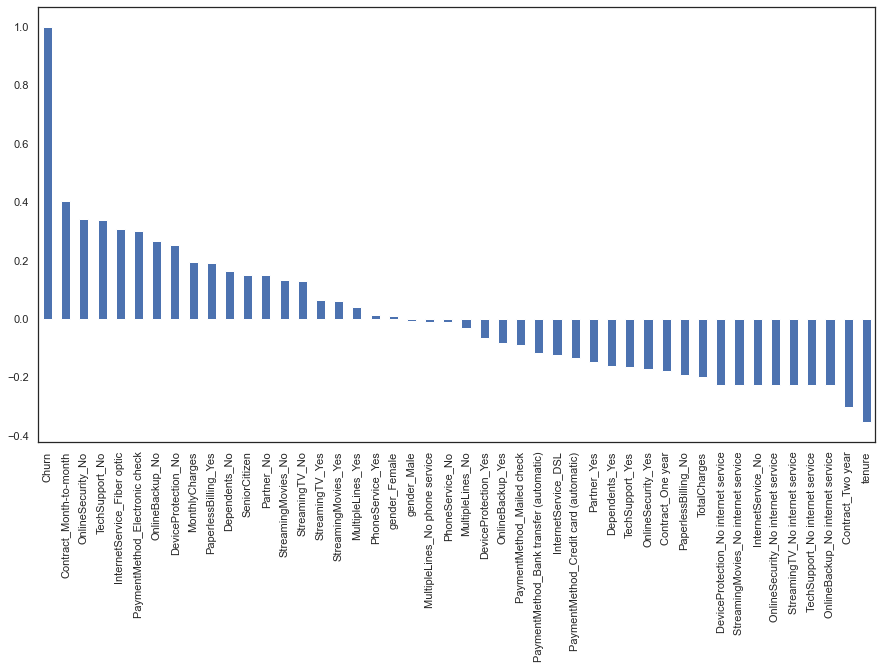 1.0
0.8
0.6
0.4
0.2
0.0
−0.2
−0.4
Churn
Contract_Month-to-month
OnlineSecurity_No
TechSupport_No
InternetService_Fiber optic
PaymentMethod_Electronic check
OnlineBackup_No
DeviceProtection_No
MonthlyCharges
PaperlessBilling_Yes
Dependents_No
SeniorCitizen
Partner_No
StreamingMovies_No
StreamingTV_No
StreamingTV_Yes
StreamingMovies_Yes
MultipleLines_Yes
PhoneService_Yes
gender_Female
gender_Male
MultipleLines_No phone service
PhoneService_No
MultipleLines_No
DeviceProtection_Yes
OnlineBackup_Yes
PaymentMethod_Mailed check
PaymentMethod_Bank transfer (automatic)
InternetService_DSL
PaymentMethod_Credit card (automatic)
Partner_Yes
Dependents_Yes
TechSupport_Yes
OnlineSecurity_Yes
Contract_One year
PaperlessBilling_No
TotalCharges
DeviceProtection_No internet service
StreamingMovies_No internet service
InternetService_No
OnlineSecurity_No internet service
StreamingTV_No internet service
TechSupport_No internet service
OnlineBackup_No internet service
Contract_Two year
tenure